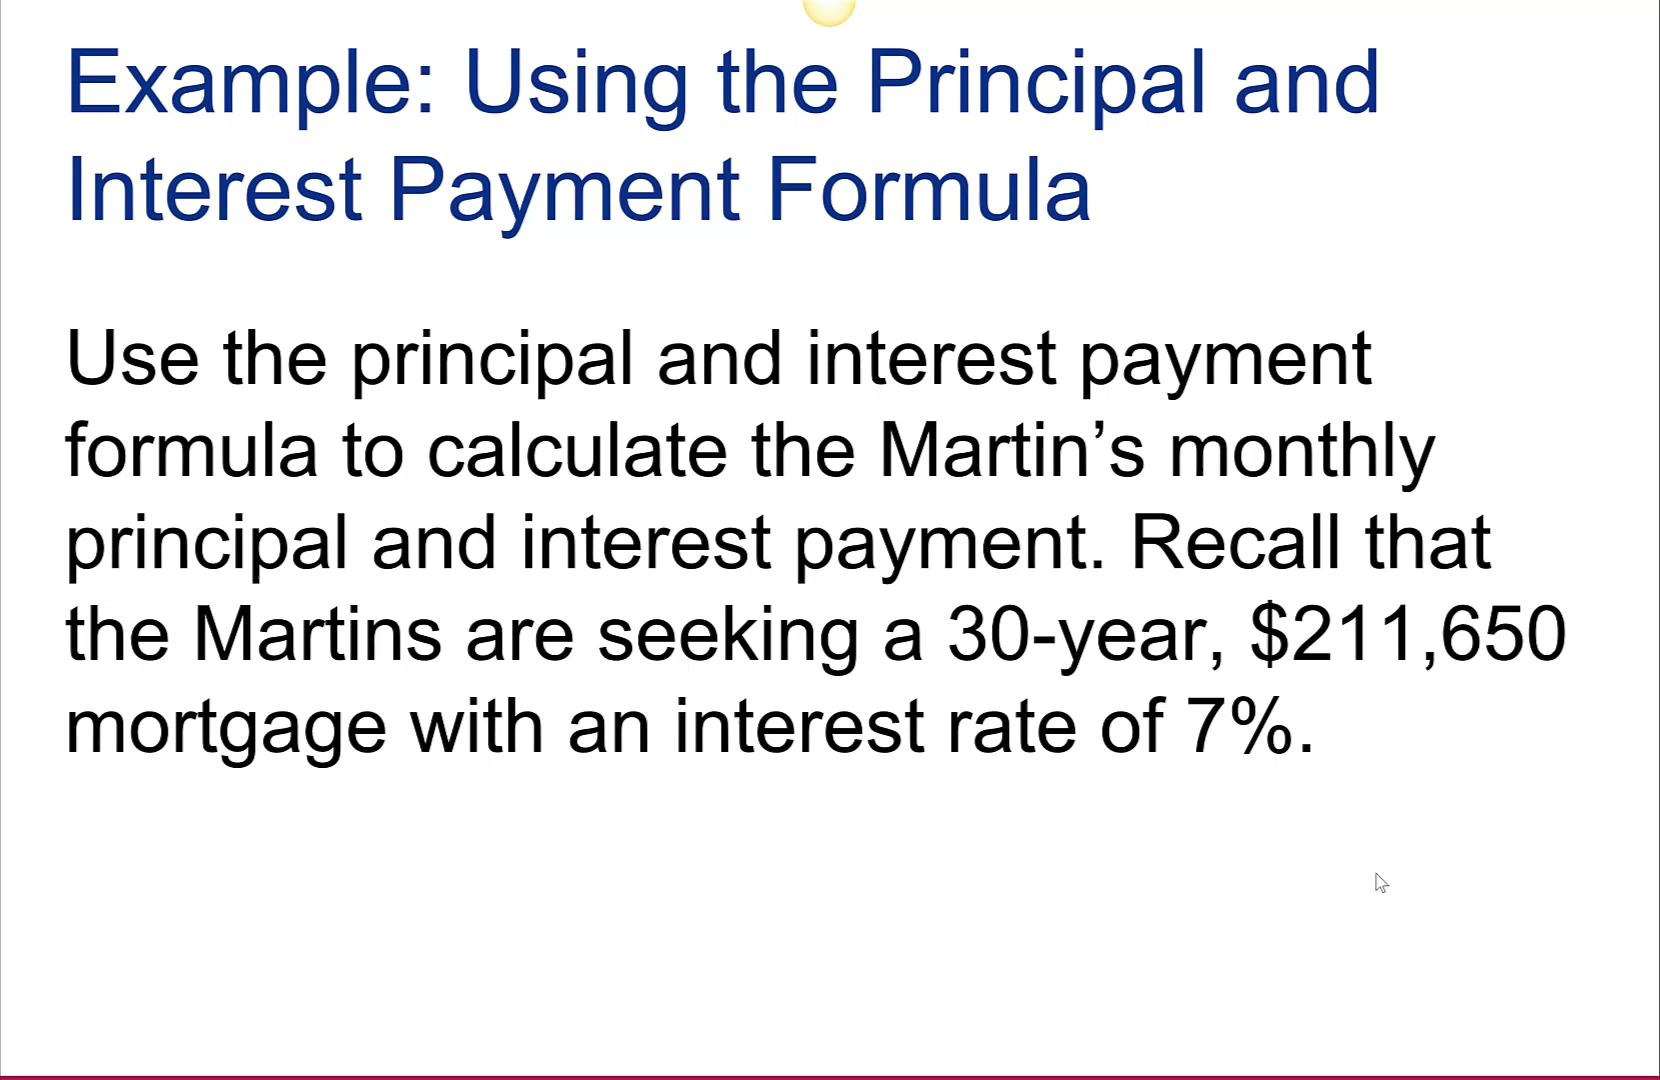 Example: Using the Principal and
Interest Payment Formula
Use the principal and interest payment
formula to calculate the Martin’s monthly
principal and interest payment. Recall that
the Martins are seeking a 30-year, $211,650
mortgage with an interest rate of 7%.